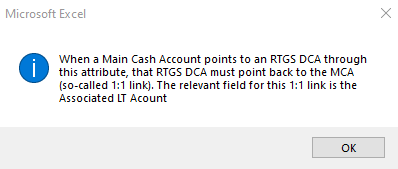 Microsoft Excel
When a Main Cash Account points to an RTGS DCA through
this attribute, that RTGS DCA must point back to the MCA
(so-called 1:1 link). The relevant field for this 1:1 link is the
Associated LT Acount
OK